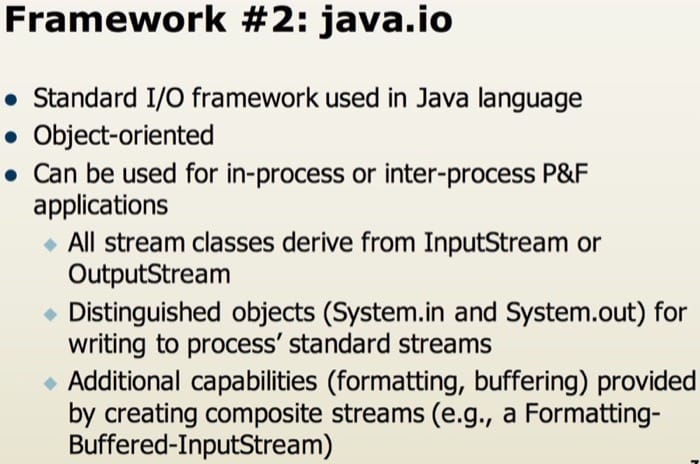 Framework #2: java.io
● Standard I/O framework used in Java language
● Object-oriented
● Can be used for in-process or inter-process P&F
applications
◆ All stream classes derive from InputStream or
OutputStream
◆ Distinguished objects (System.in and System.out) for
writing to process’ standard streams
◆ Additional capabilities (formatting, buffering) provided
by creating composite streams (e.g., a Formatting-
Buffered-InputStream)